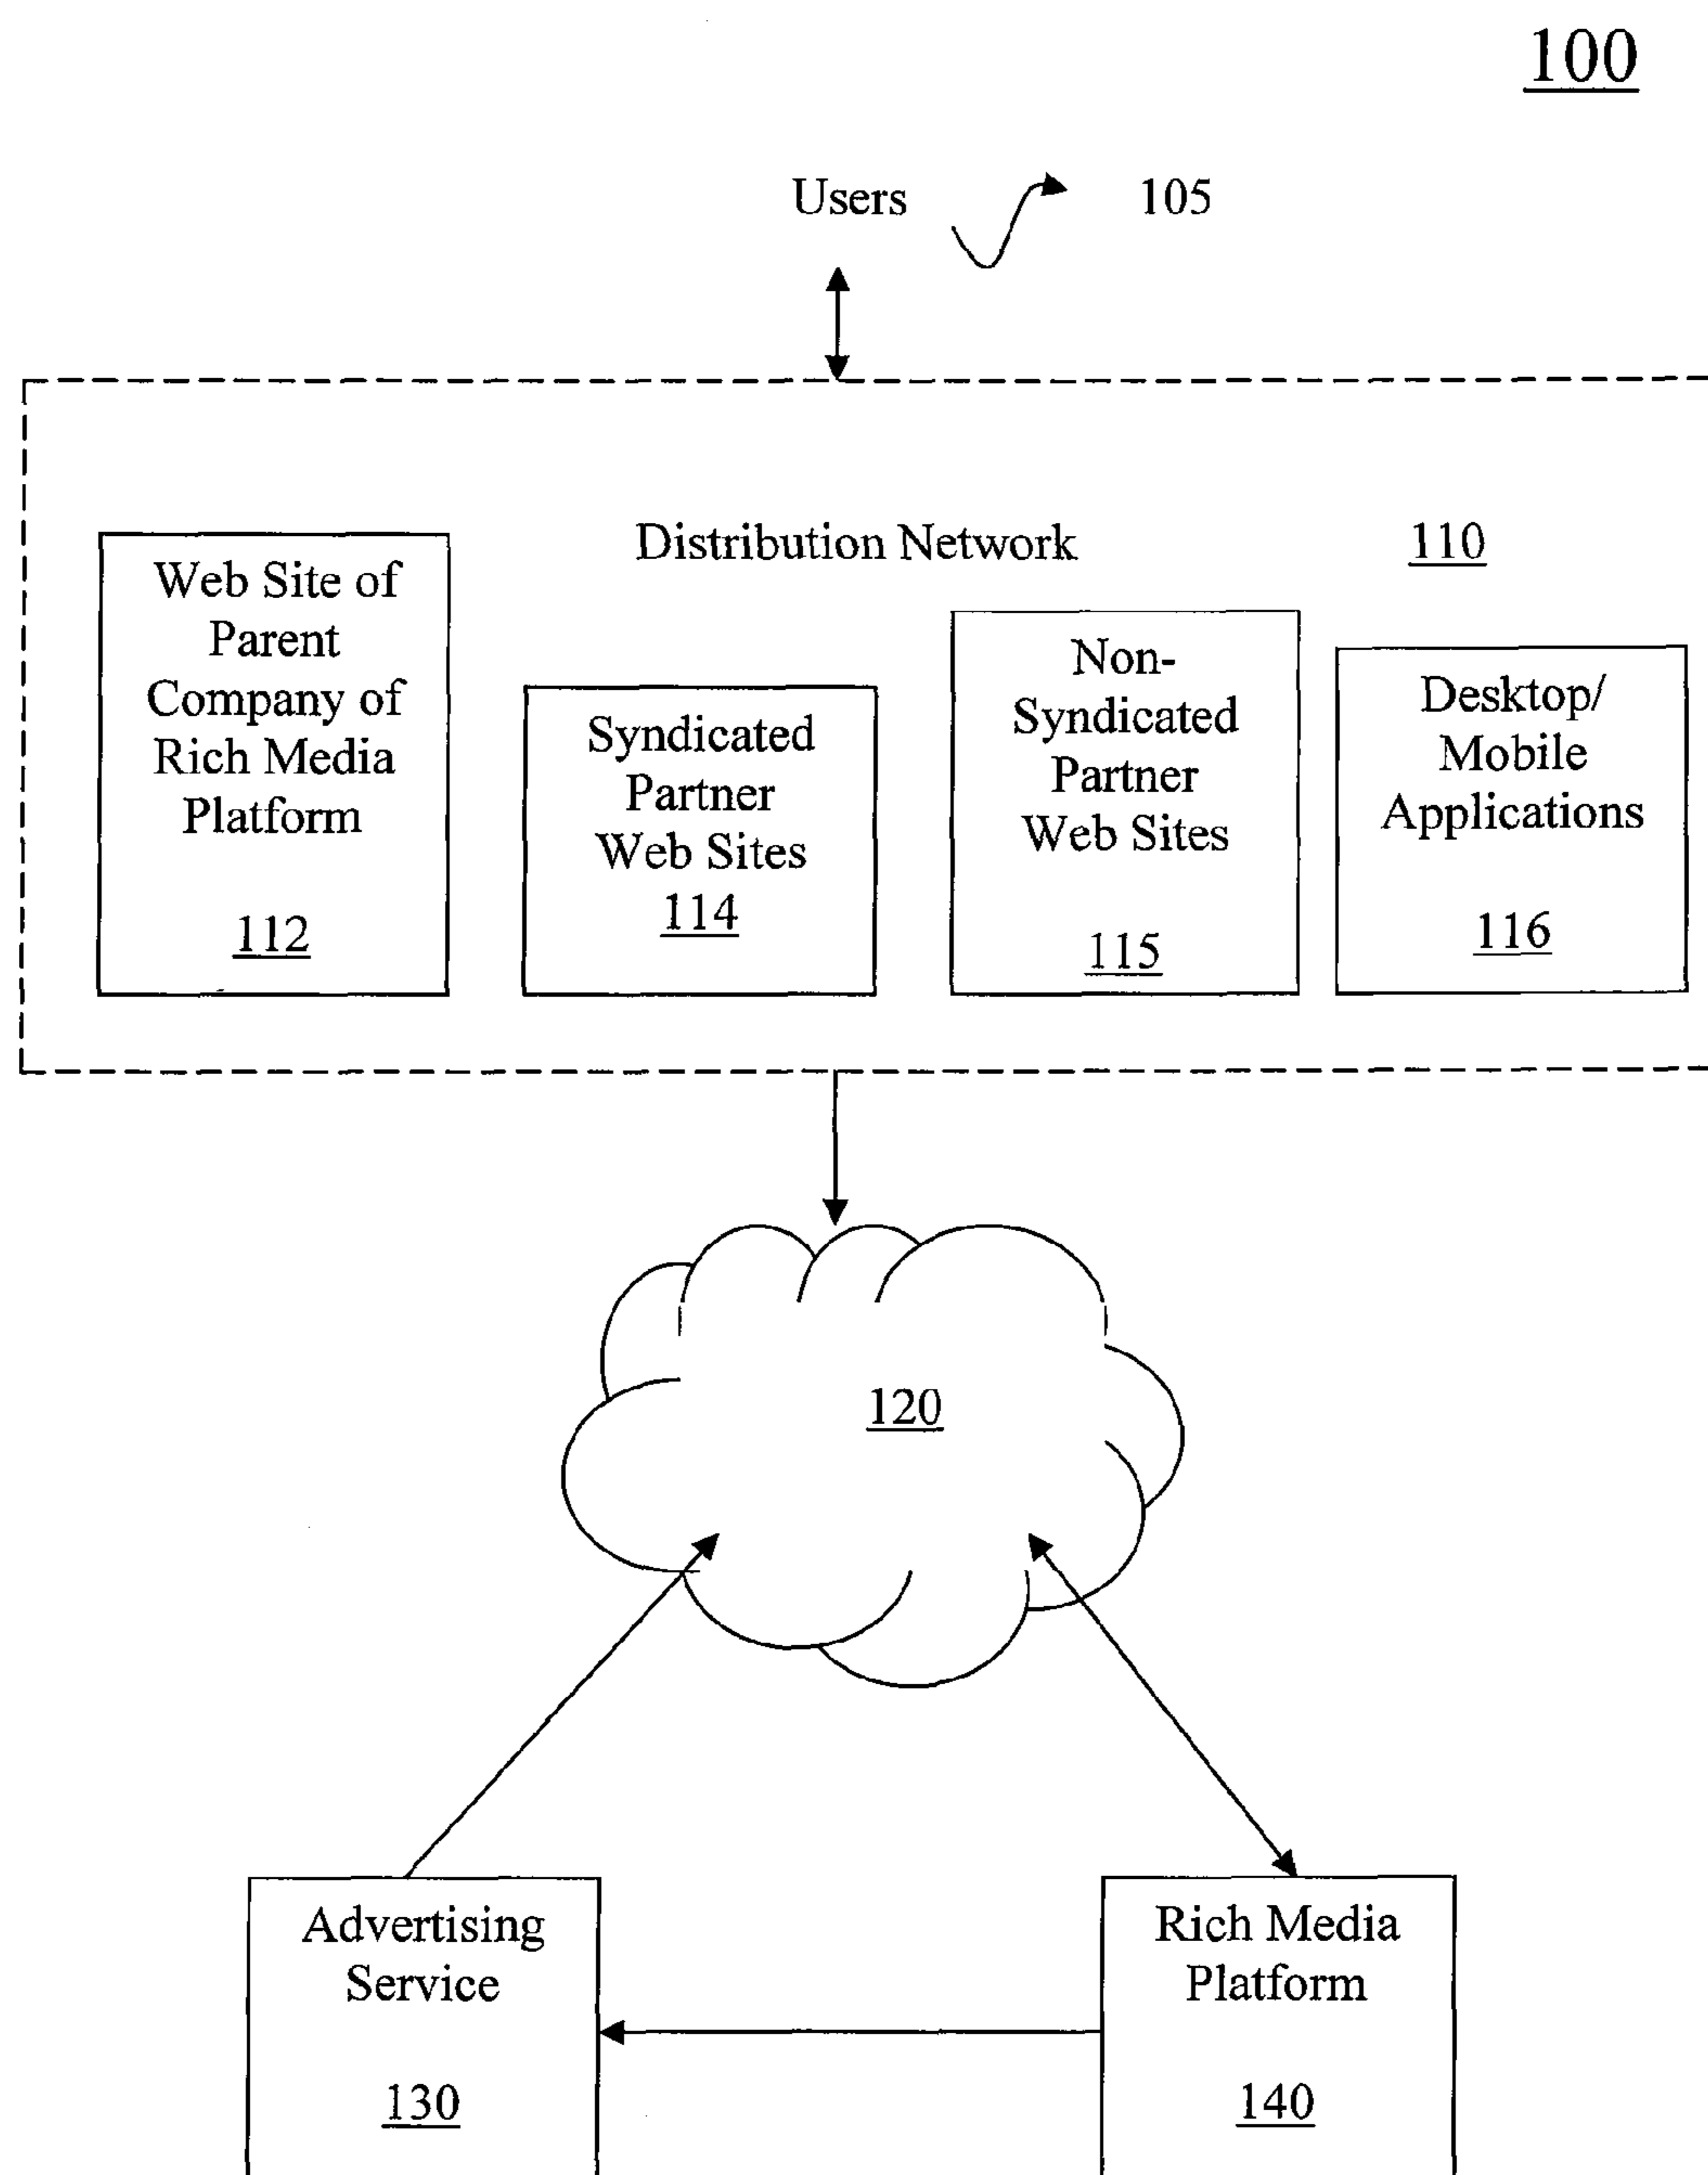 100
Users 105
Distribution Network 110
Web Site of
Parent
Company of
Rich Media
Platform
112
Syndicated
Partner
Web Sites
114
Non-
Syndicated
Partner
Web Sites
115
Desktop/
Mobile
Applications
116
120
Advertising
Service
130
Rich Media
Platform
140